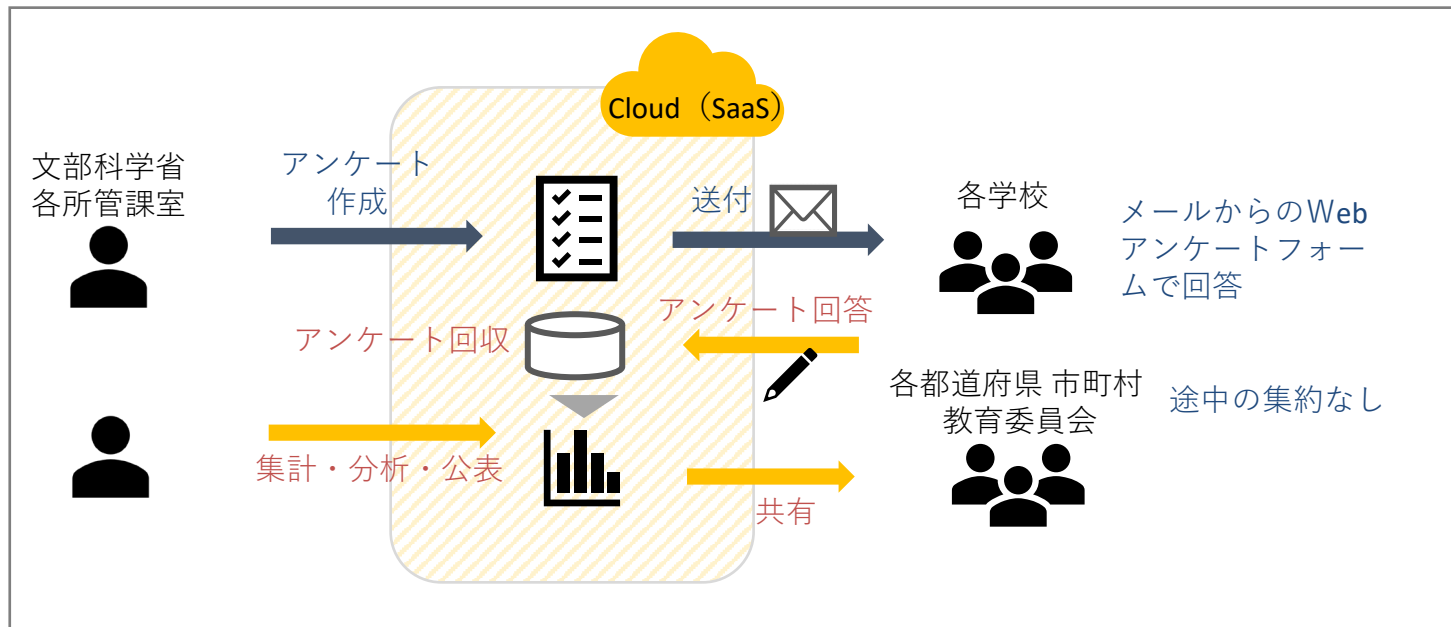 Cloud（SaaS）
文部科学省
各所管課室
アンケート
作成
送付
各学校
メールからのWeb
アンケートフォー
ムで回答
アンケート回答
アンケート回収
各都道府県 市町村
教育委員会
途中の集約なし
集計・分析・公表
共有